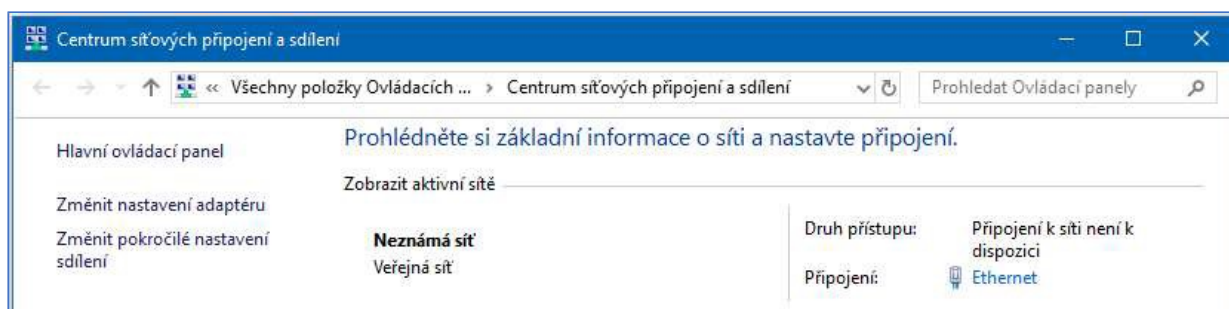 Centrum síťových připojení a sdílení
« Všechny položky Ovládacích ... › Centrum síťových připojení a sdílení
Prohledat Ovládací panely
Hlavní ovládací panel
Změnit nastavení adaptéru
Změnit pokročilé nastavení
sdílení
Prohlédněte si základní informace o síti a nastavte připojení.
Zobrazit aktivní sítě
Neznámá síť
Veřejná síť
Druh přístupu: Připojení k síti není k
dispozici
Připojení: Ethernet